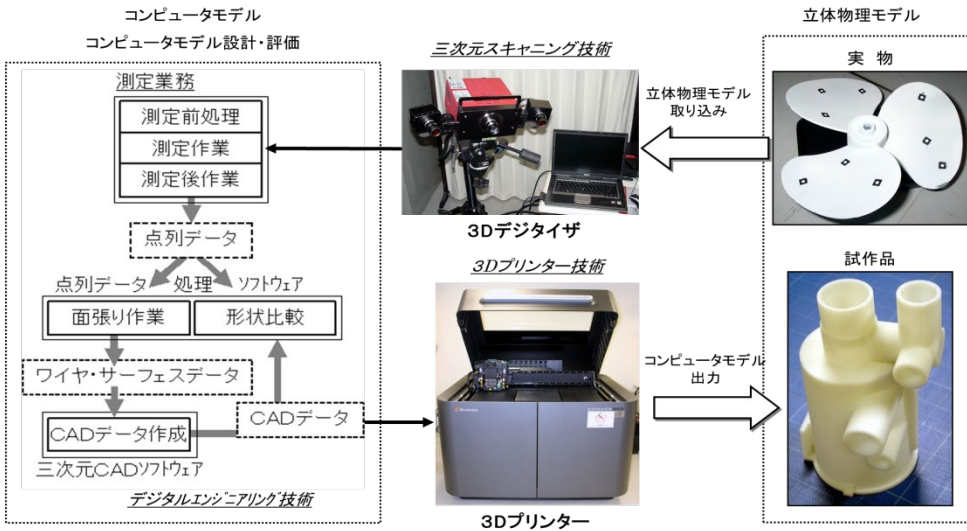 コンピュータモデル
コンピュータモデル設計・評価
測定業務
測定前処理
測定作業
測定後作業
点列データ
点列データ 処理 ソフトウェア
面張り作業
形状比較
ワイヤ・サーフェスデータ
CADデータ
CADデータ作成
三次元CADソフトウェア
デジタルエンジニアリング技術
三次元スキャニング技術
3Dデジタイザ
3Dプリンター技術
3Dプリンター
立体物理モデル
取り込み
コンピュータモデル
出力
立体物理モデル
実 物
試作品